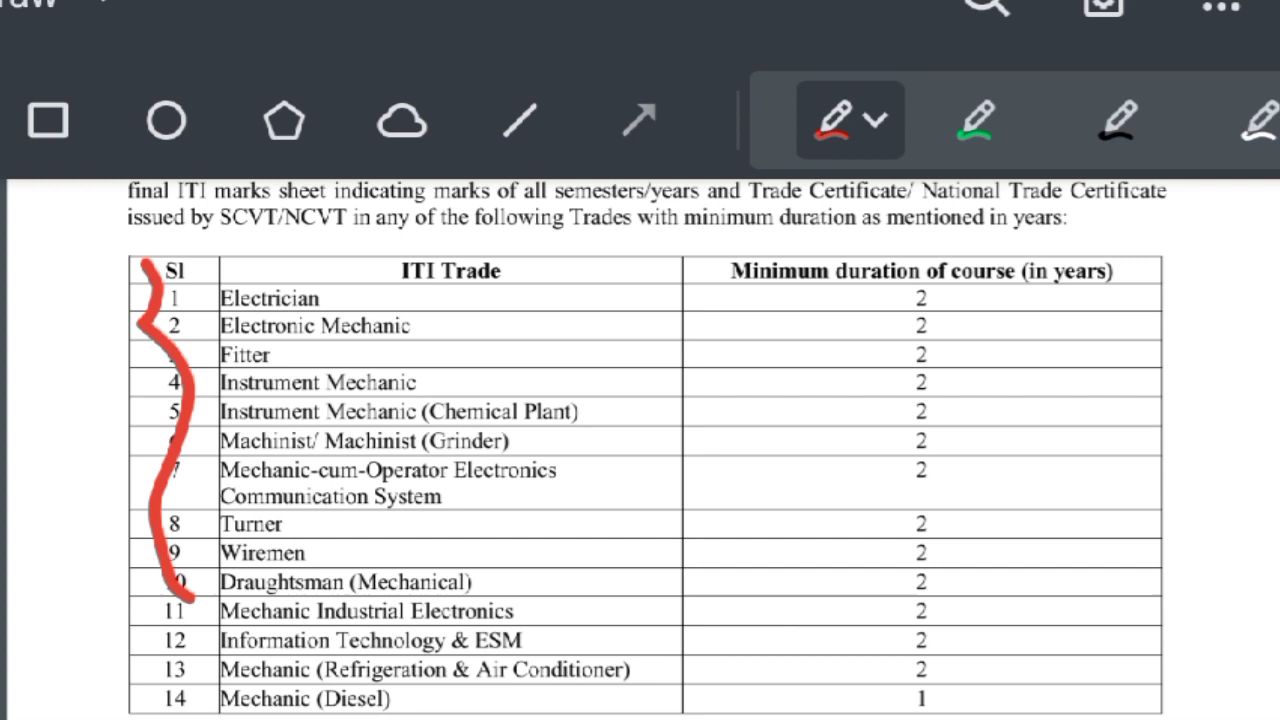 final ITI marks sheet indicating marks of all semesters/years and Trade Certificate/ National Trade Certificate
issued by SCVT/NCVT in any of the following Trades with minimum duration as mentioned in years:
Sl ITI Trade Minimum duration of course (in years)
1 Electrician 2
2 Electronic Mechanic 2
Fitter 2
4 Instrument Mechanic 2
5 Instrument Mechanic (Chemical Plant) 2
Machinist/ Machinist (Grinder) 2
7 Mechanic-cum-Operator Electronics 2
Communication System
8 Turner 2
9 Wiremen 2
10 Draughtsman (Mechanical) 2
11 Mechanic Industrial Electronics 2
12 Information Technology & ESM 2
13 Mechanic (Refrigeration & Air Conditioner) 2
14 Mechanic (Diesel) 1